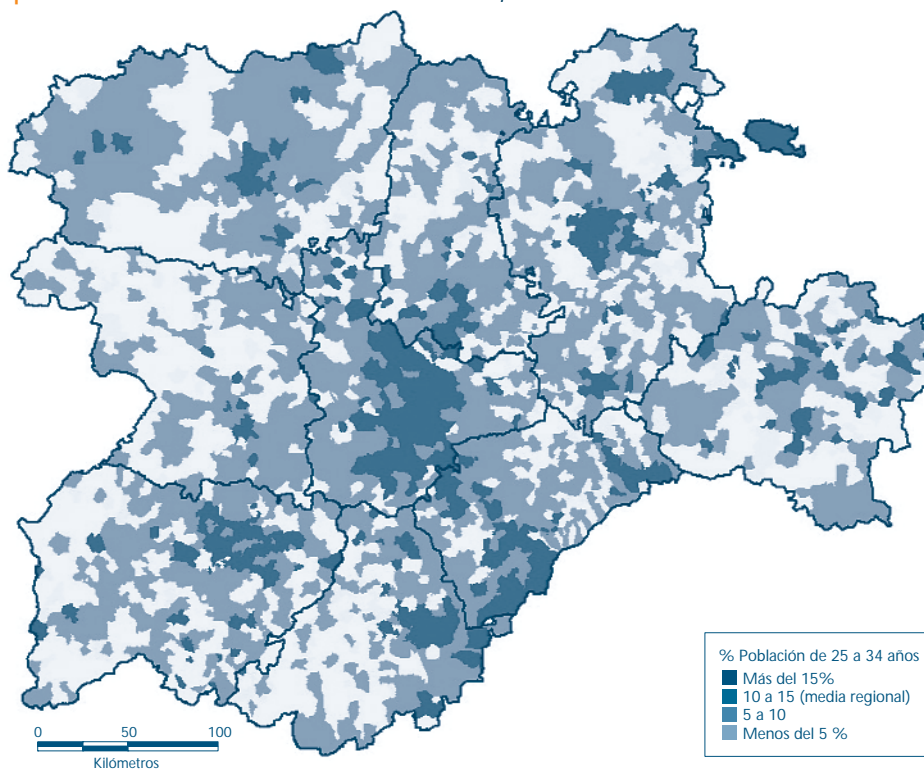 % Población de 25 a 34 años
Más del 15%
10 a 15 (media regional)
5 a 10
Menos del 5 %
0 50 100
Kilómetros